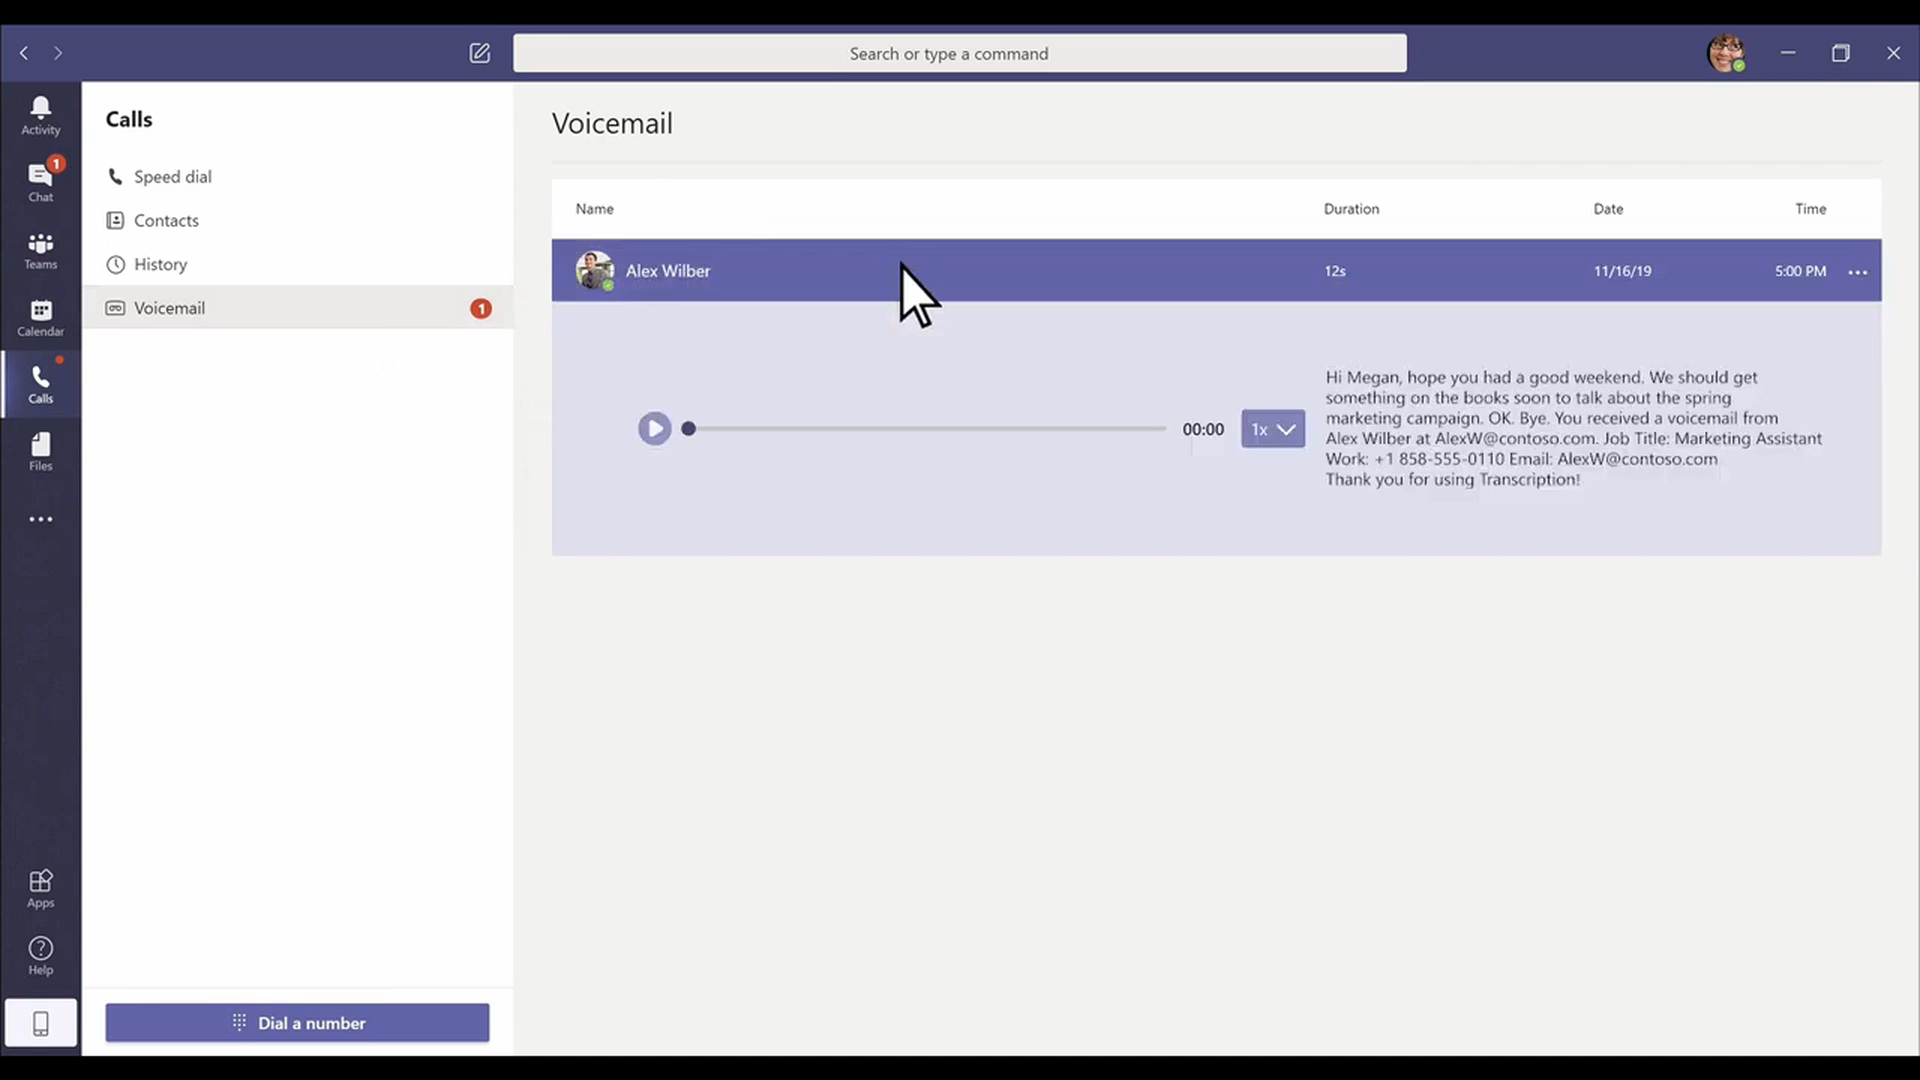 Search or type a command
Activity
1
Chat
Teams
Calendar
Calls
Files
Apps
Help
Calls
Speed dial
Contacts
History
Voicemail 1
Dial a number
Voicemail
Name Duration Date Time
Alex Wilber 12s 11/16/19 5:00 PM
00:00 1x
Hi Megan, hope you had a good weekend. We should get
something on the books soon to talk about the spring
marketing campaign. OK. Bye. You received a voicemail from
Alex Wilber at AlexW@contoso.com. Job Title: Marketing Assistant
Work: +1 858-555-0110 Email: AlexW@contoso.com
Thank you for using Transcription!